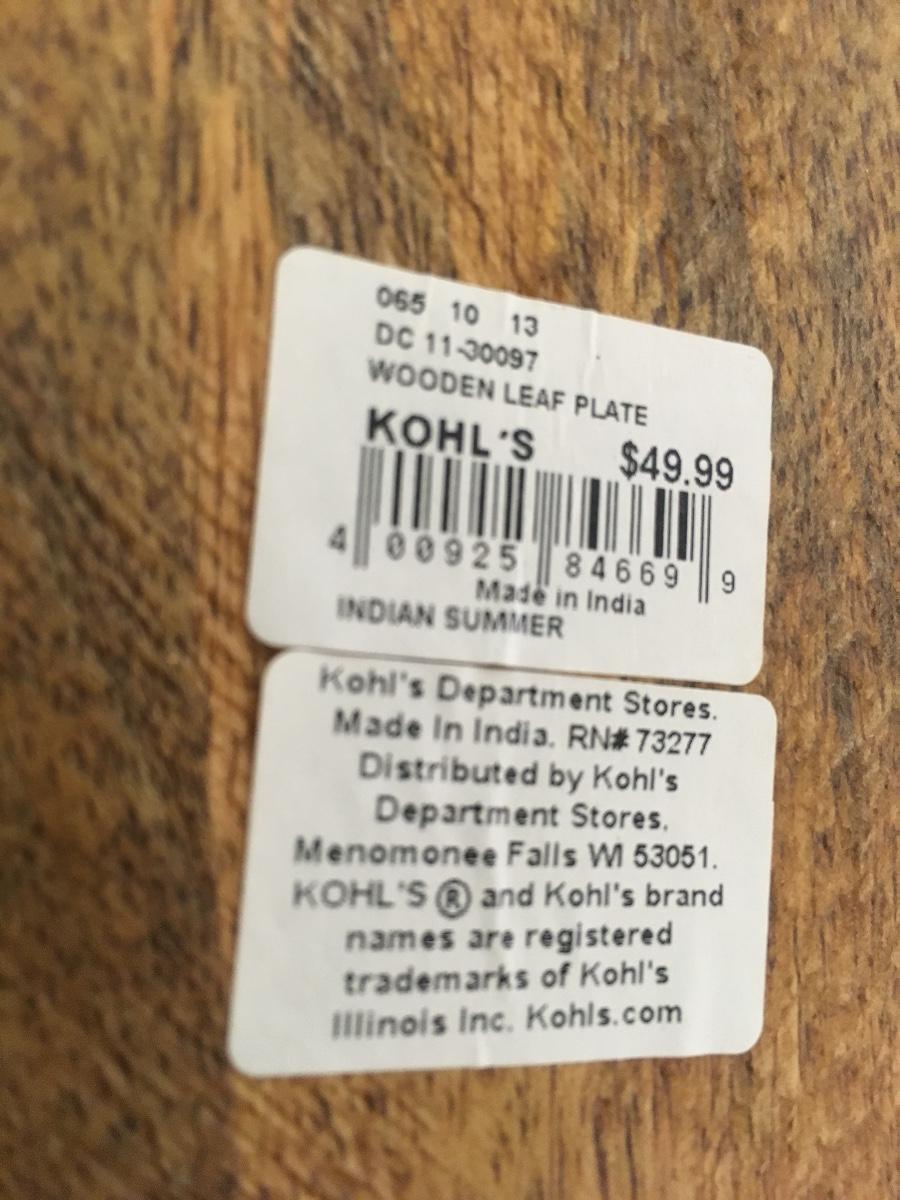 065 10 13
DC 11-30097
WOODEN LEAF PLATE
KOHL'S $49.99
4 00925 84669 9
Made in India
INDIAN SUMMER
Kohl's Department Stores.
Made In India. RN# 73277
Distributed by Kohl's
Department Stores,
Menomonee Falls WI 53051.
KOHL'S ® and Kohl's brand
names are registered
trademarks of Kohl's
Illinois Inc. Kohls.com